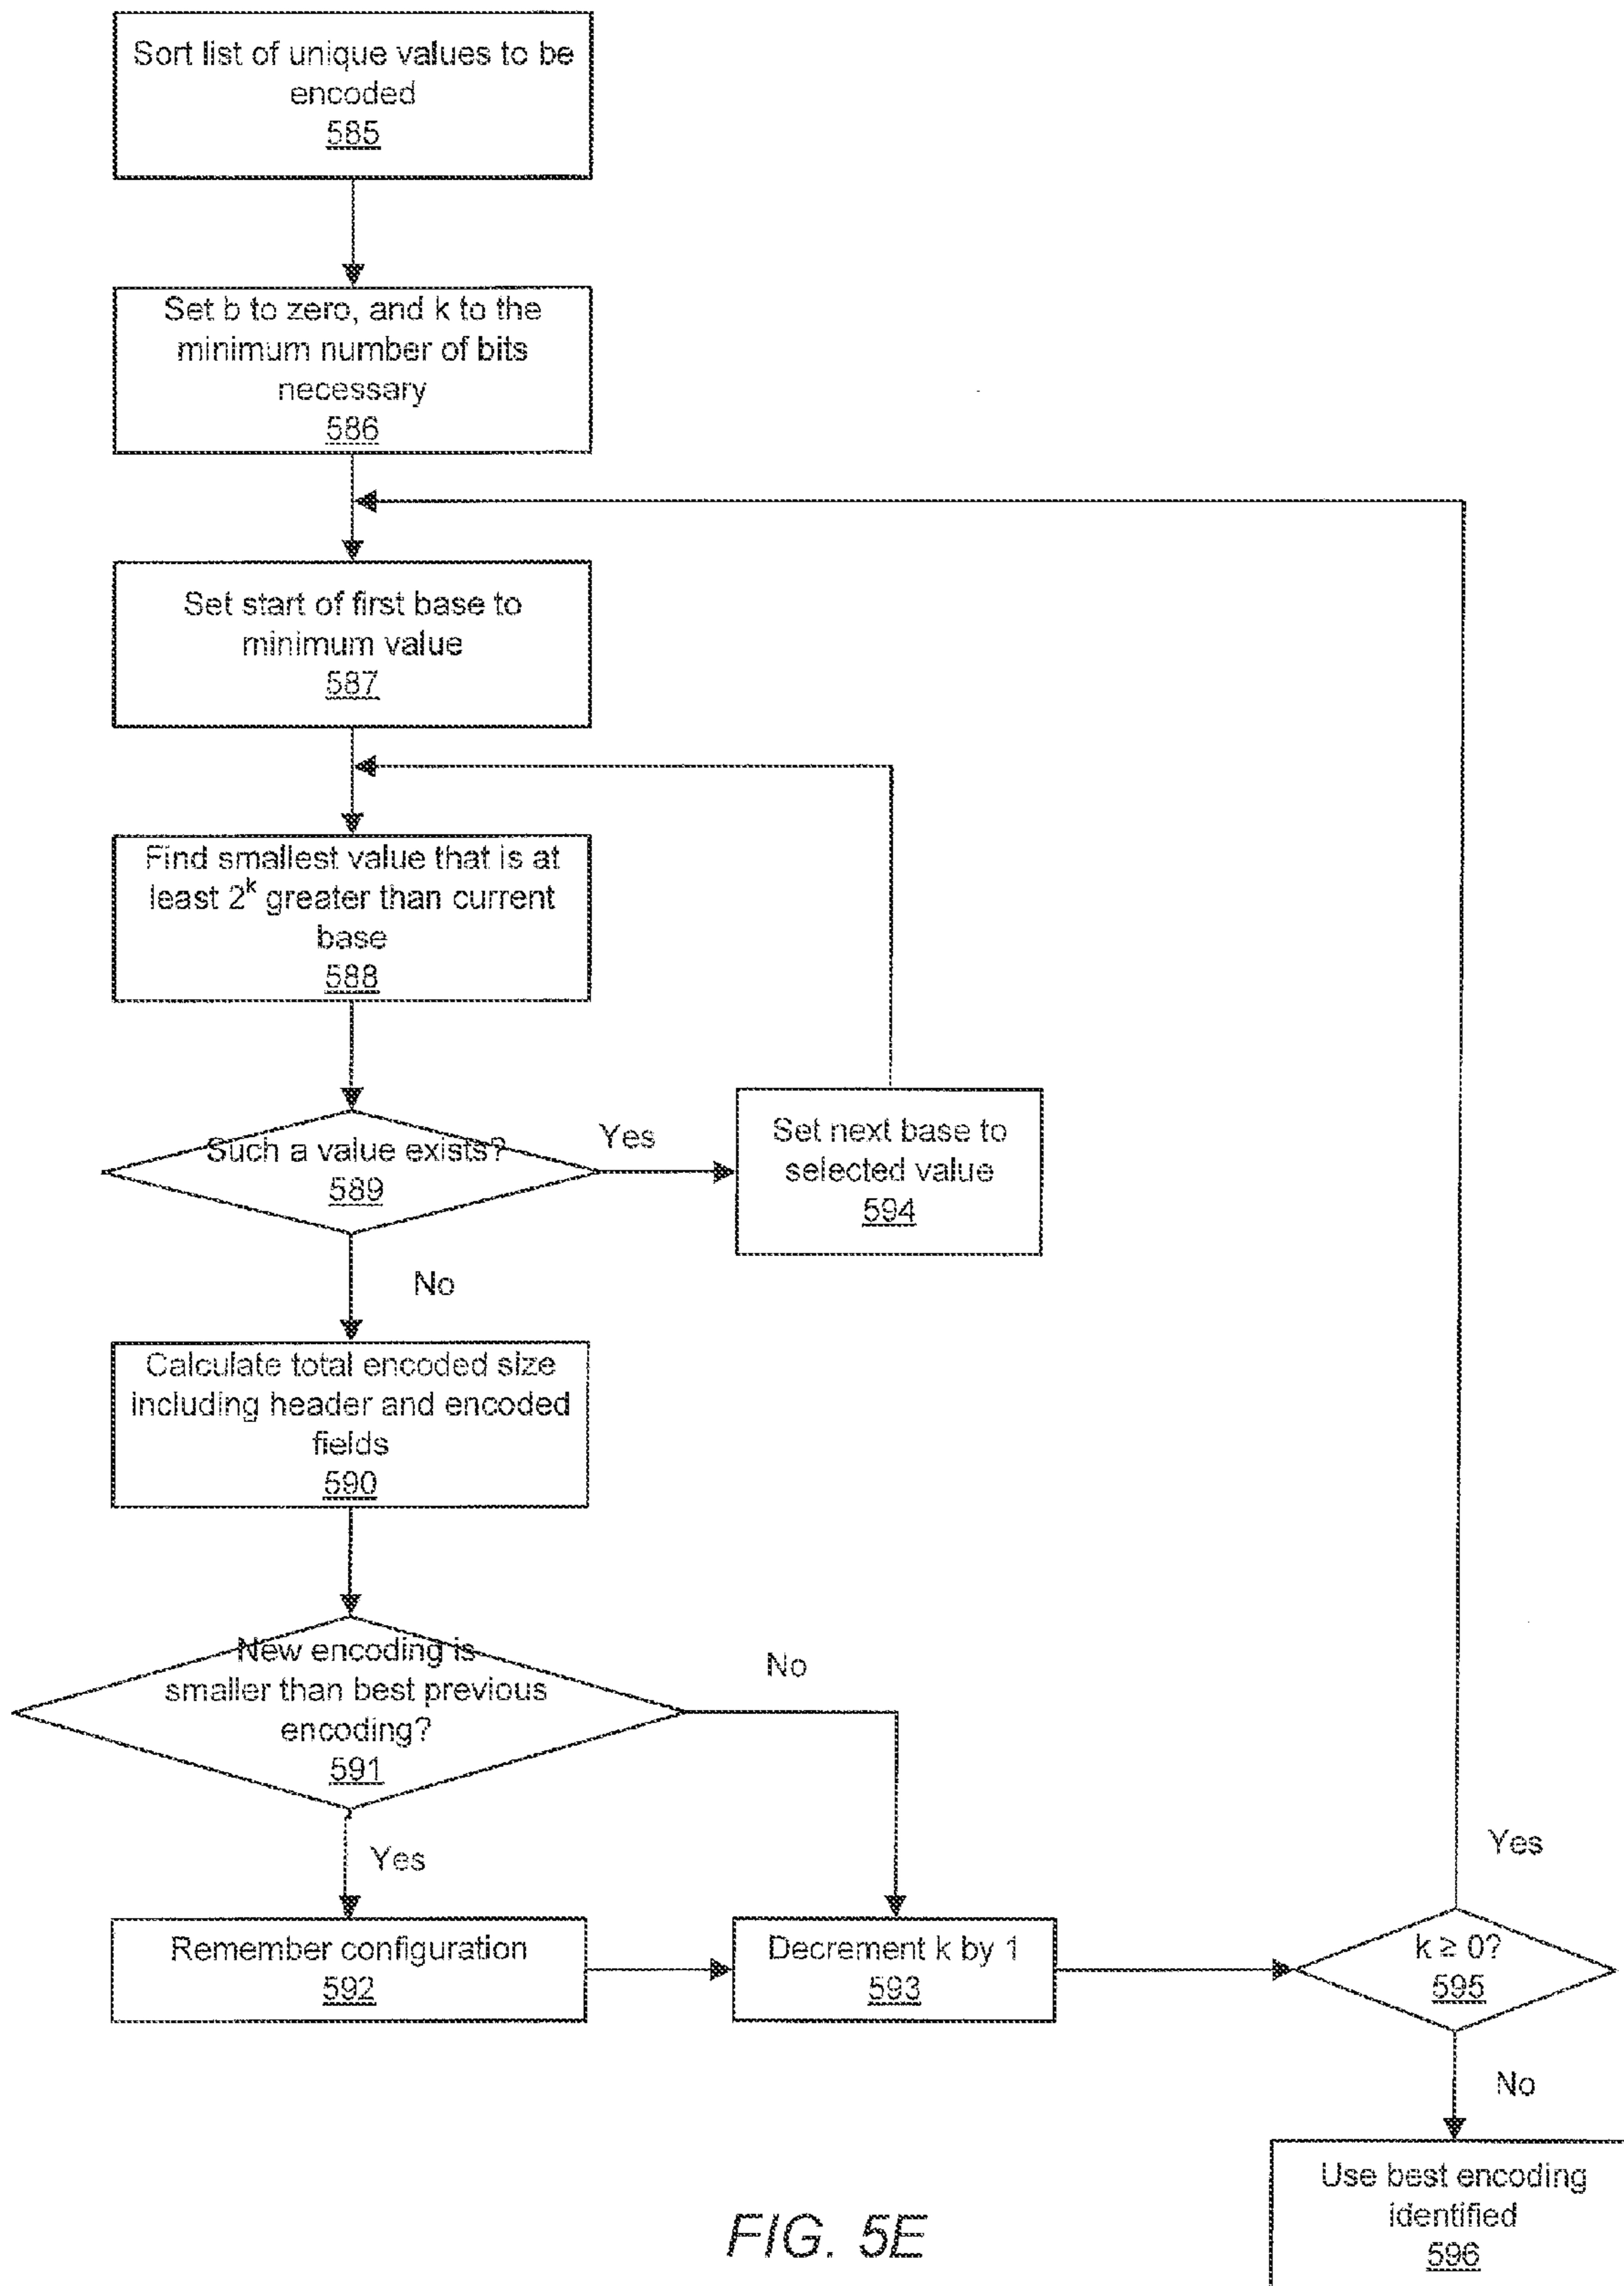 Sort list of unique values to be
encoded
585
Set b to zero, and k to the
minimum number of bits
necessary
586
Set start of first base to
minimum value
587
Find smallest value that is at
least 2^k greater than current
base
588
Such a value exists?
589
Yes
Set next base to
selected value
594
No
Calculate total encoded size
including header and encoded
fields
590
New encoding is
smaller than best previous
encoding?
591
No
Yes
Remember configuration
592
Decrement k by 1
593
k ≥ 0?
595
Yes
No
Use best encoding
identified
596
FIG. 5E